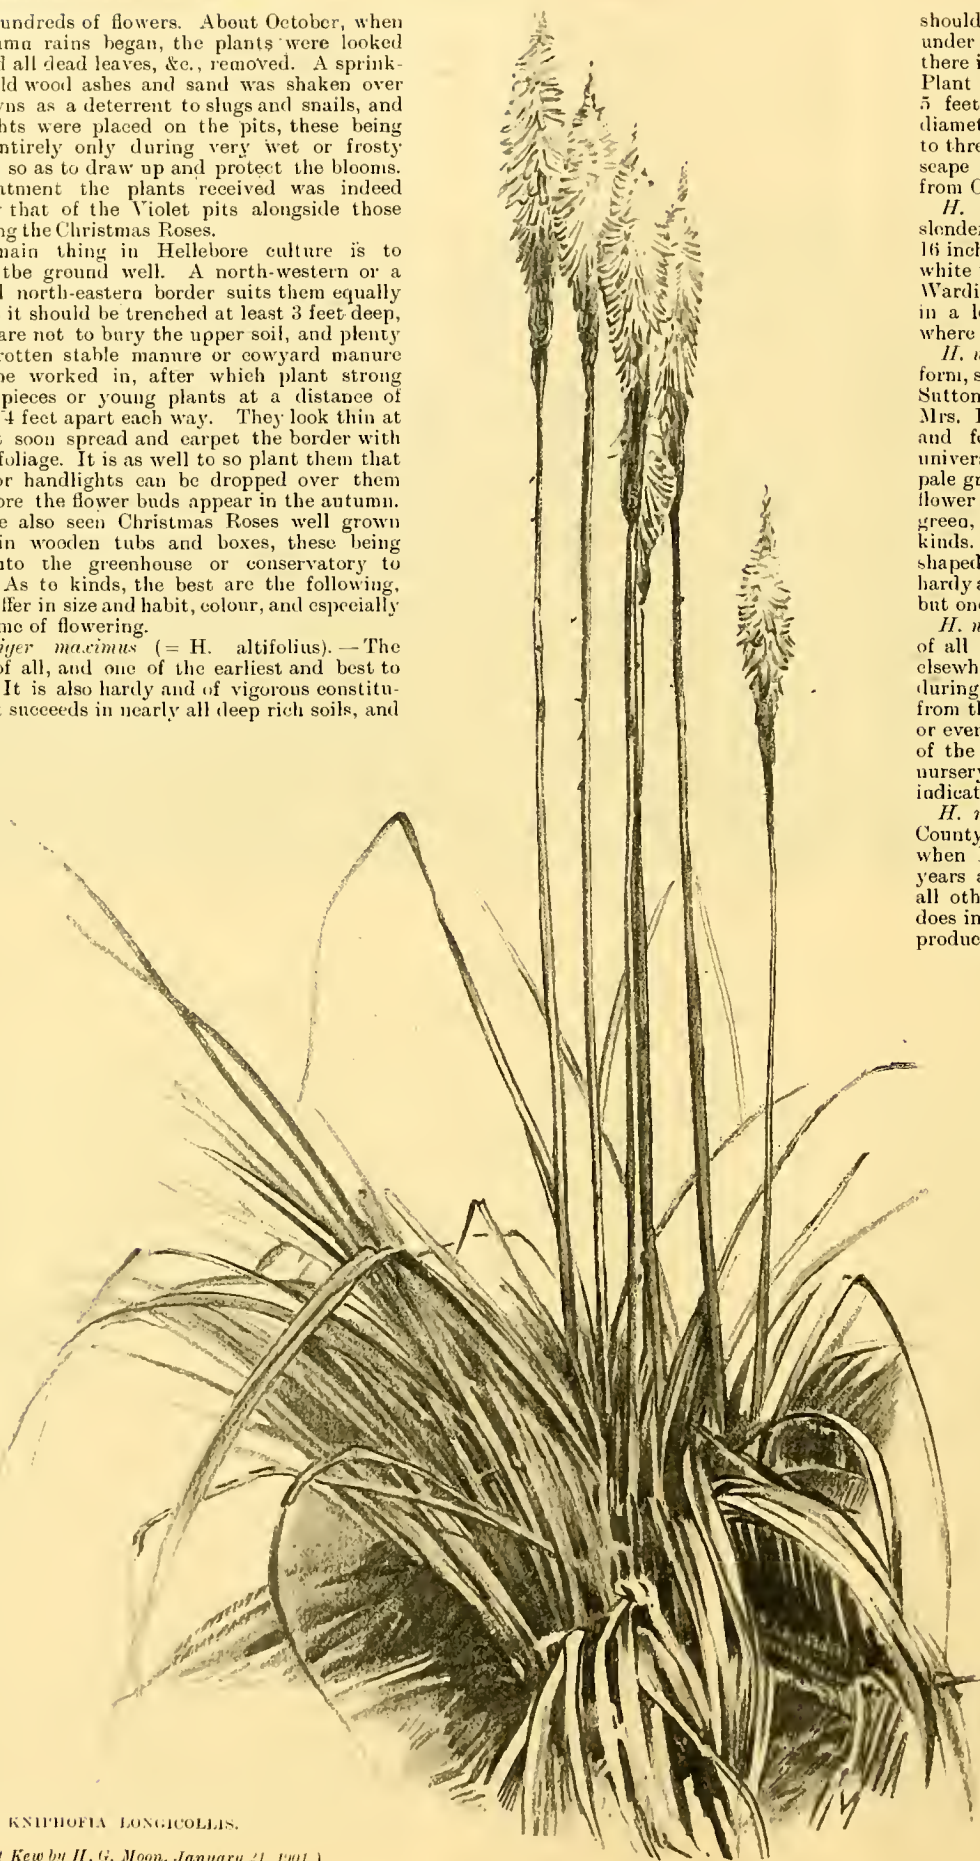 undreds of flowers. About October, when
rains began, the plants were looked
all dead leaves, &c., removed. A sprink-
ld wood ashes and sand was shaken over
ns as a deterrent to slugs and snails, and
hts were placed on the pits, these being
ntirely only during very wet or frosty
so as to draw up and protect the blooms.
tment the plants received was indeed
that of the Violet pits alongside those
ng the Christmas Roses.
main thing in Hellebore culture is to
the ground well. A north-western or a
north-eastern border suits them equally
it should be trenched at least 3 feet deep,
are not to bury the upper soil, and plenty
rotten stable manure or cowyard manure
be worked in, after which plant strong
pieces or young plants at a distance of
4 feet apart each way. They look thin at
soon spread and carpet the border with
foliage. It is as well to so plant them that
or handlights can be dropped over them
ore the flower buds appear in the autumn.
e also seen Christmas Roses well grown
in wooden tubs and boxes, these being
nto the greenhouse or conservatory to
As to kinds, the best are the following,
ffer in size and habit, colour, and especially
me of flowering.
iger maximus (= H. altifolius).—The
of all, and one of the earliest and best to
It is also hardy and of vigorous constitu-
succeeds in nearly all deep rich soils, and
KNIPHOFIA LONGICOLLIS.
Kew by H. G. Moon, January 21, 1901.)
should
under
there i
Plant
5 feet
diamet
to thre
scape
from C
H.
slender
16 inch
white
Wardi
in a l
where
H.
form, s
Sutton
Mrs.
and fo
univers
pale gr
flower
green,
kinds.
shaped
hardy a
but one
H.
of all
elsewh
during
from th
or ever
of the
nursery
indicat
H.
County
when
years a
all oth
does in
produc